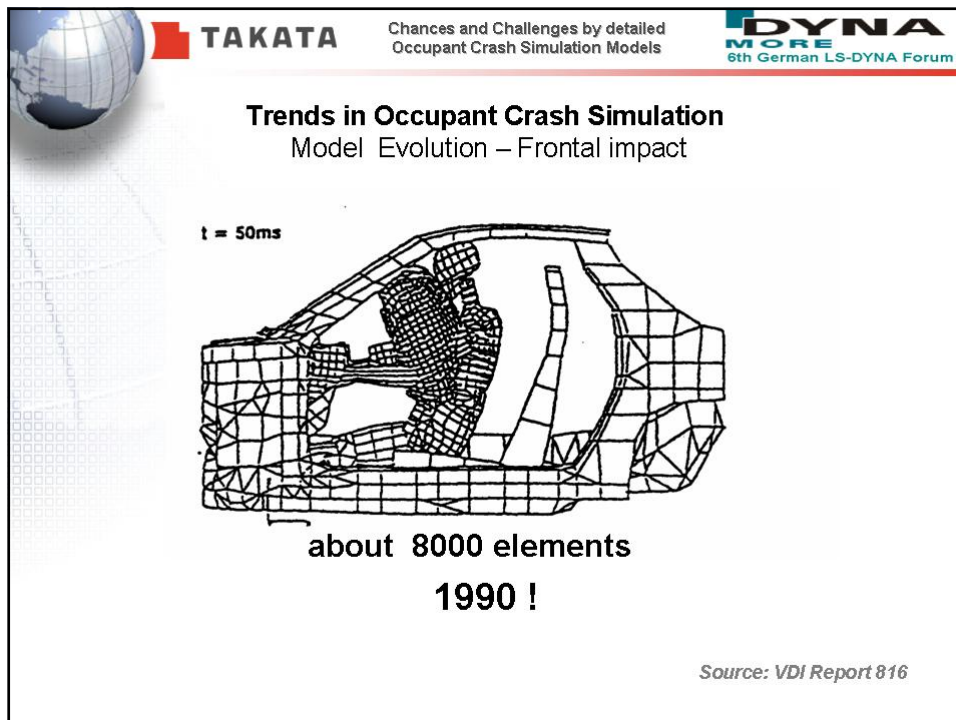 TAKATA
Chances and Challenges by detailed
Occupant Crash Simulation Models
DYNA
MORE
6th German LS-DYNA Forum
Trends in Occupant Crash Simulation
Model Evolution – Frontal impact
t = 50ms
about 8000 elements
1990 !
Source: VDI Report 816